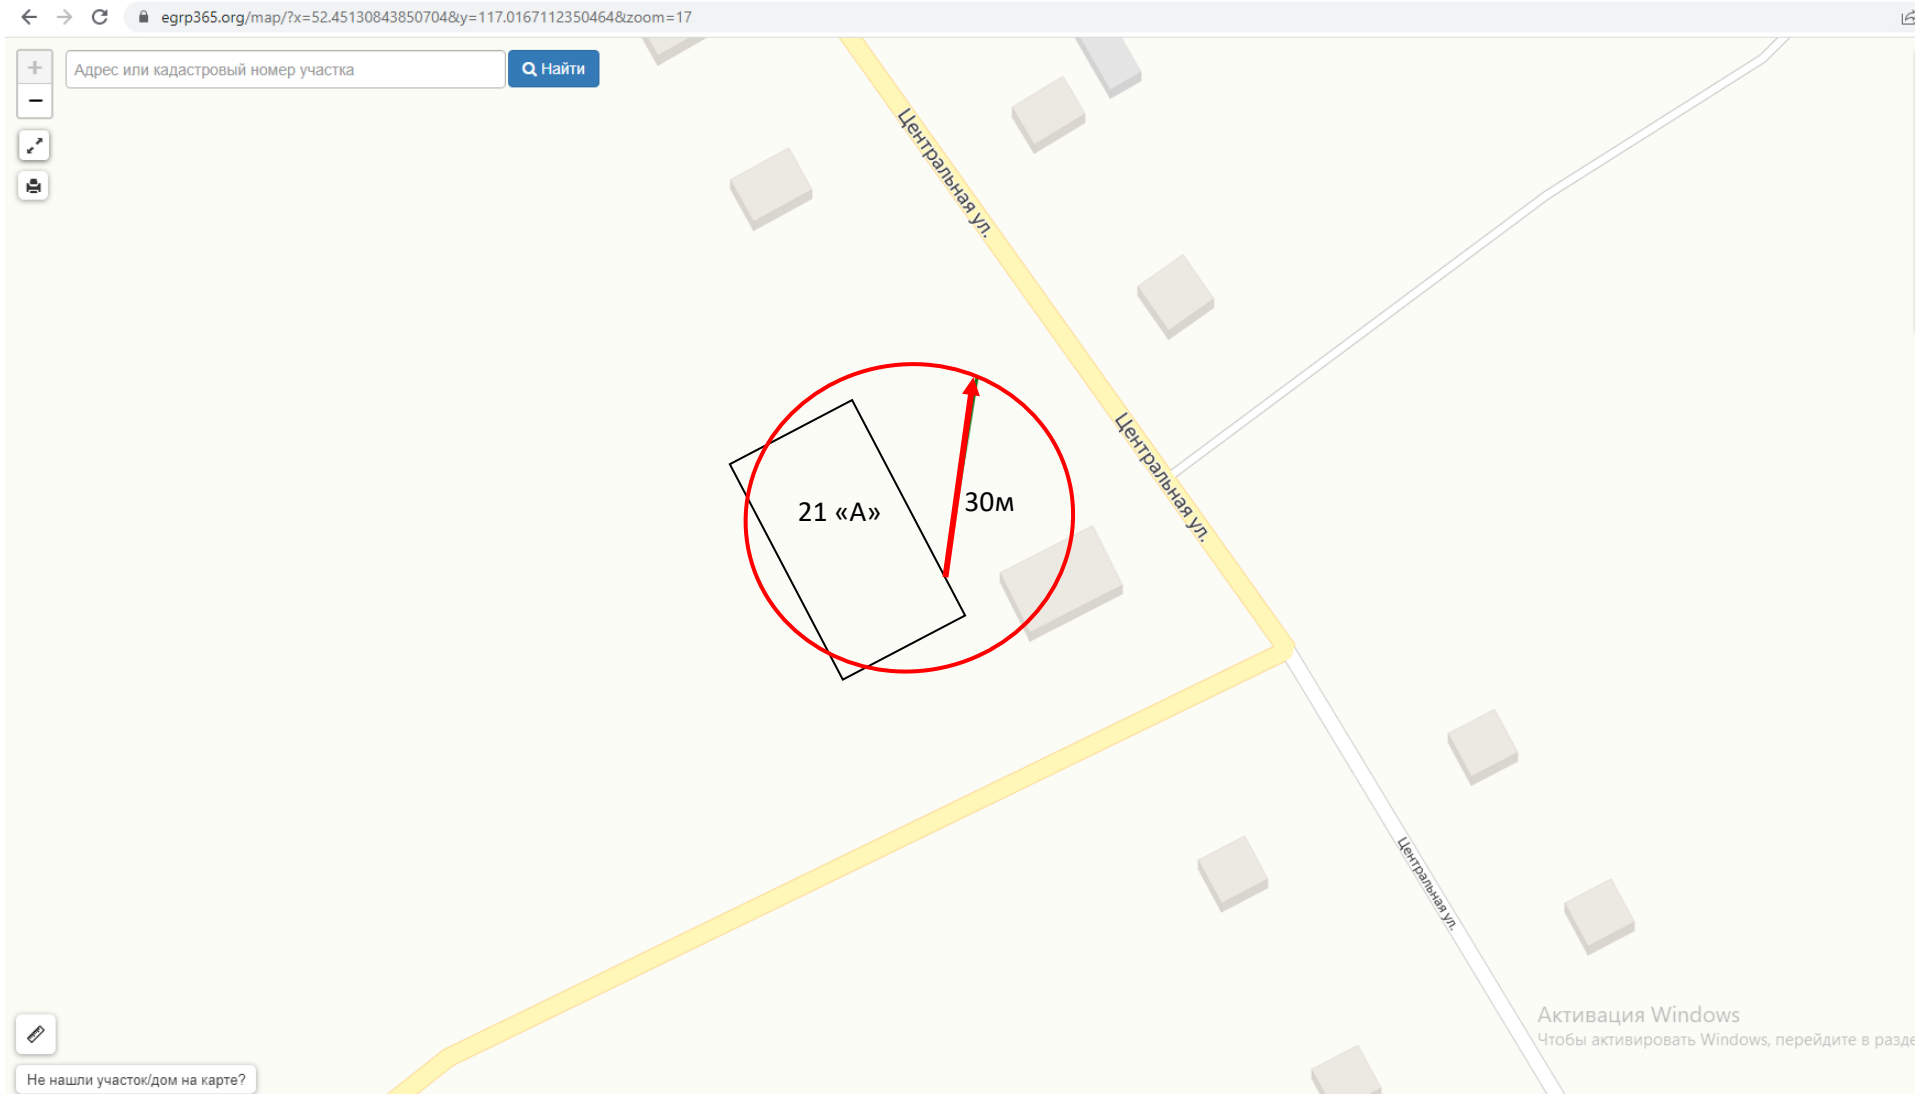 egrp365.org/map/?x=52.45130843850704&y=117.01671123504648&zoom=17
Адрес или кадастровый номер участка
Найти
Центральная ул.
Центральная ул.
21 «А»
30м
Центральная ул.
Активация Windows
Чтобы активировать Windows, перейдите в разде
Не нашли участок/дом на карте?